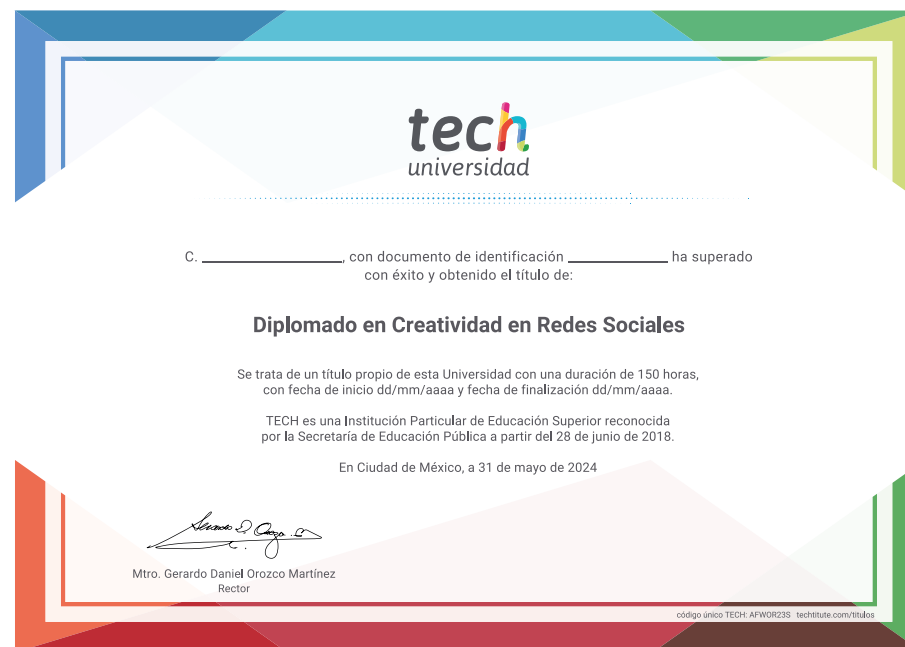 tech
universidad
C. ____________________, con documento de identificación ______________ ha superado
con éxito y obtenido el título de:
Diplomado en Creatividad en Redes Sociales
Se trata de un título propio de esta Universidad con una duración de 150 horas,
con fecha de inicio dd/mm/aaaa y fecha de finalización dd/mm/aaaa.
TECH es una Institución Particular de Educación Superior reconocida
por la Secretaría de Educación Pública a partir del 28 de junio de 2018.
En Ciudad de México, a 31 de mayo de 2024
Mtro. Gerardo Daniel Orozco Martínez
Rector
código único TECH: AFWOR23S techtitute.com/titulos